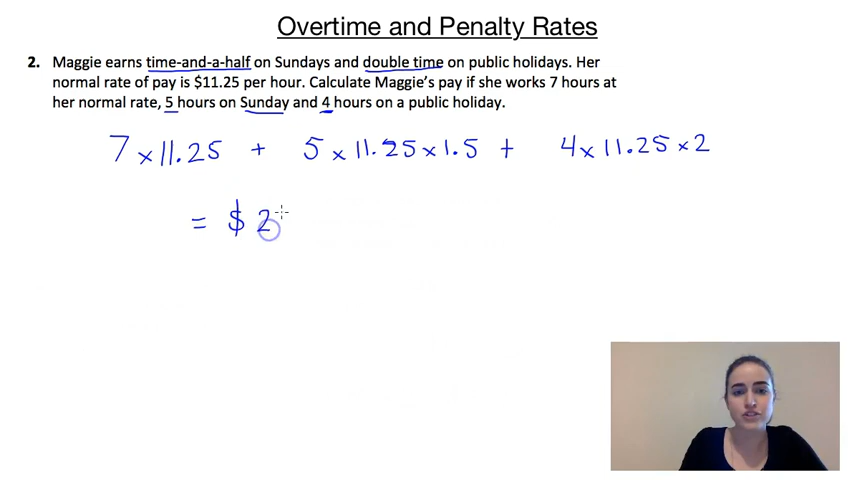 Overtime and Penalty Rates
2. Maggie earns time-and-a-half on Sundays and double time on public holidays. Her
normal rate of pay is $11.25 per hour. Calculate Maggie's pay if she works 7 hours at
her normal rate, 5 hours on Sunday and 4 hours on a public holiday.
7 × 11.25 + 5 × 11.25 × 1.5 + 4 × 11.25 × 2
= $ 2